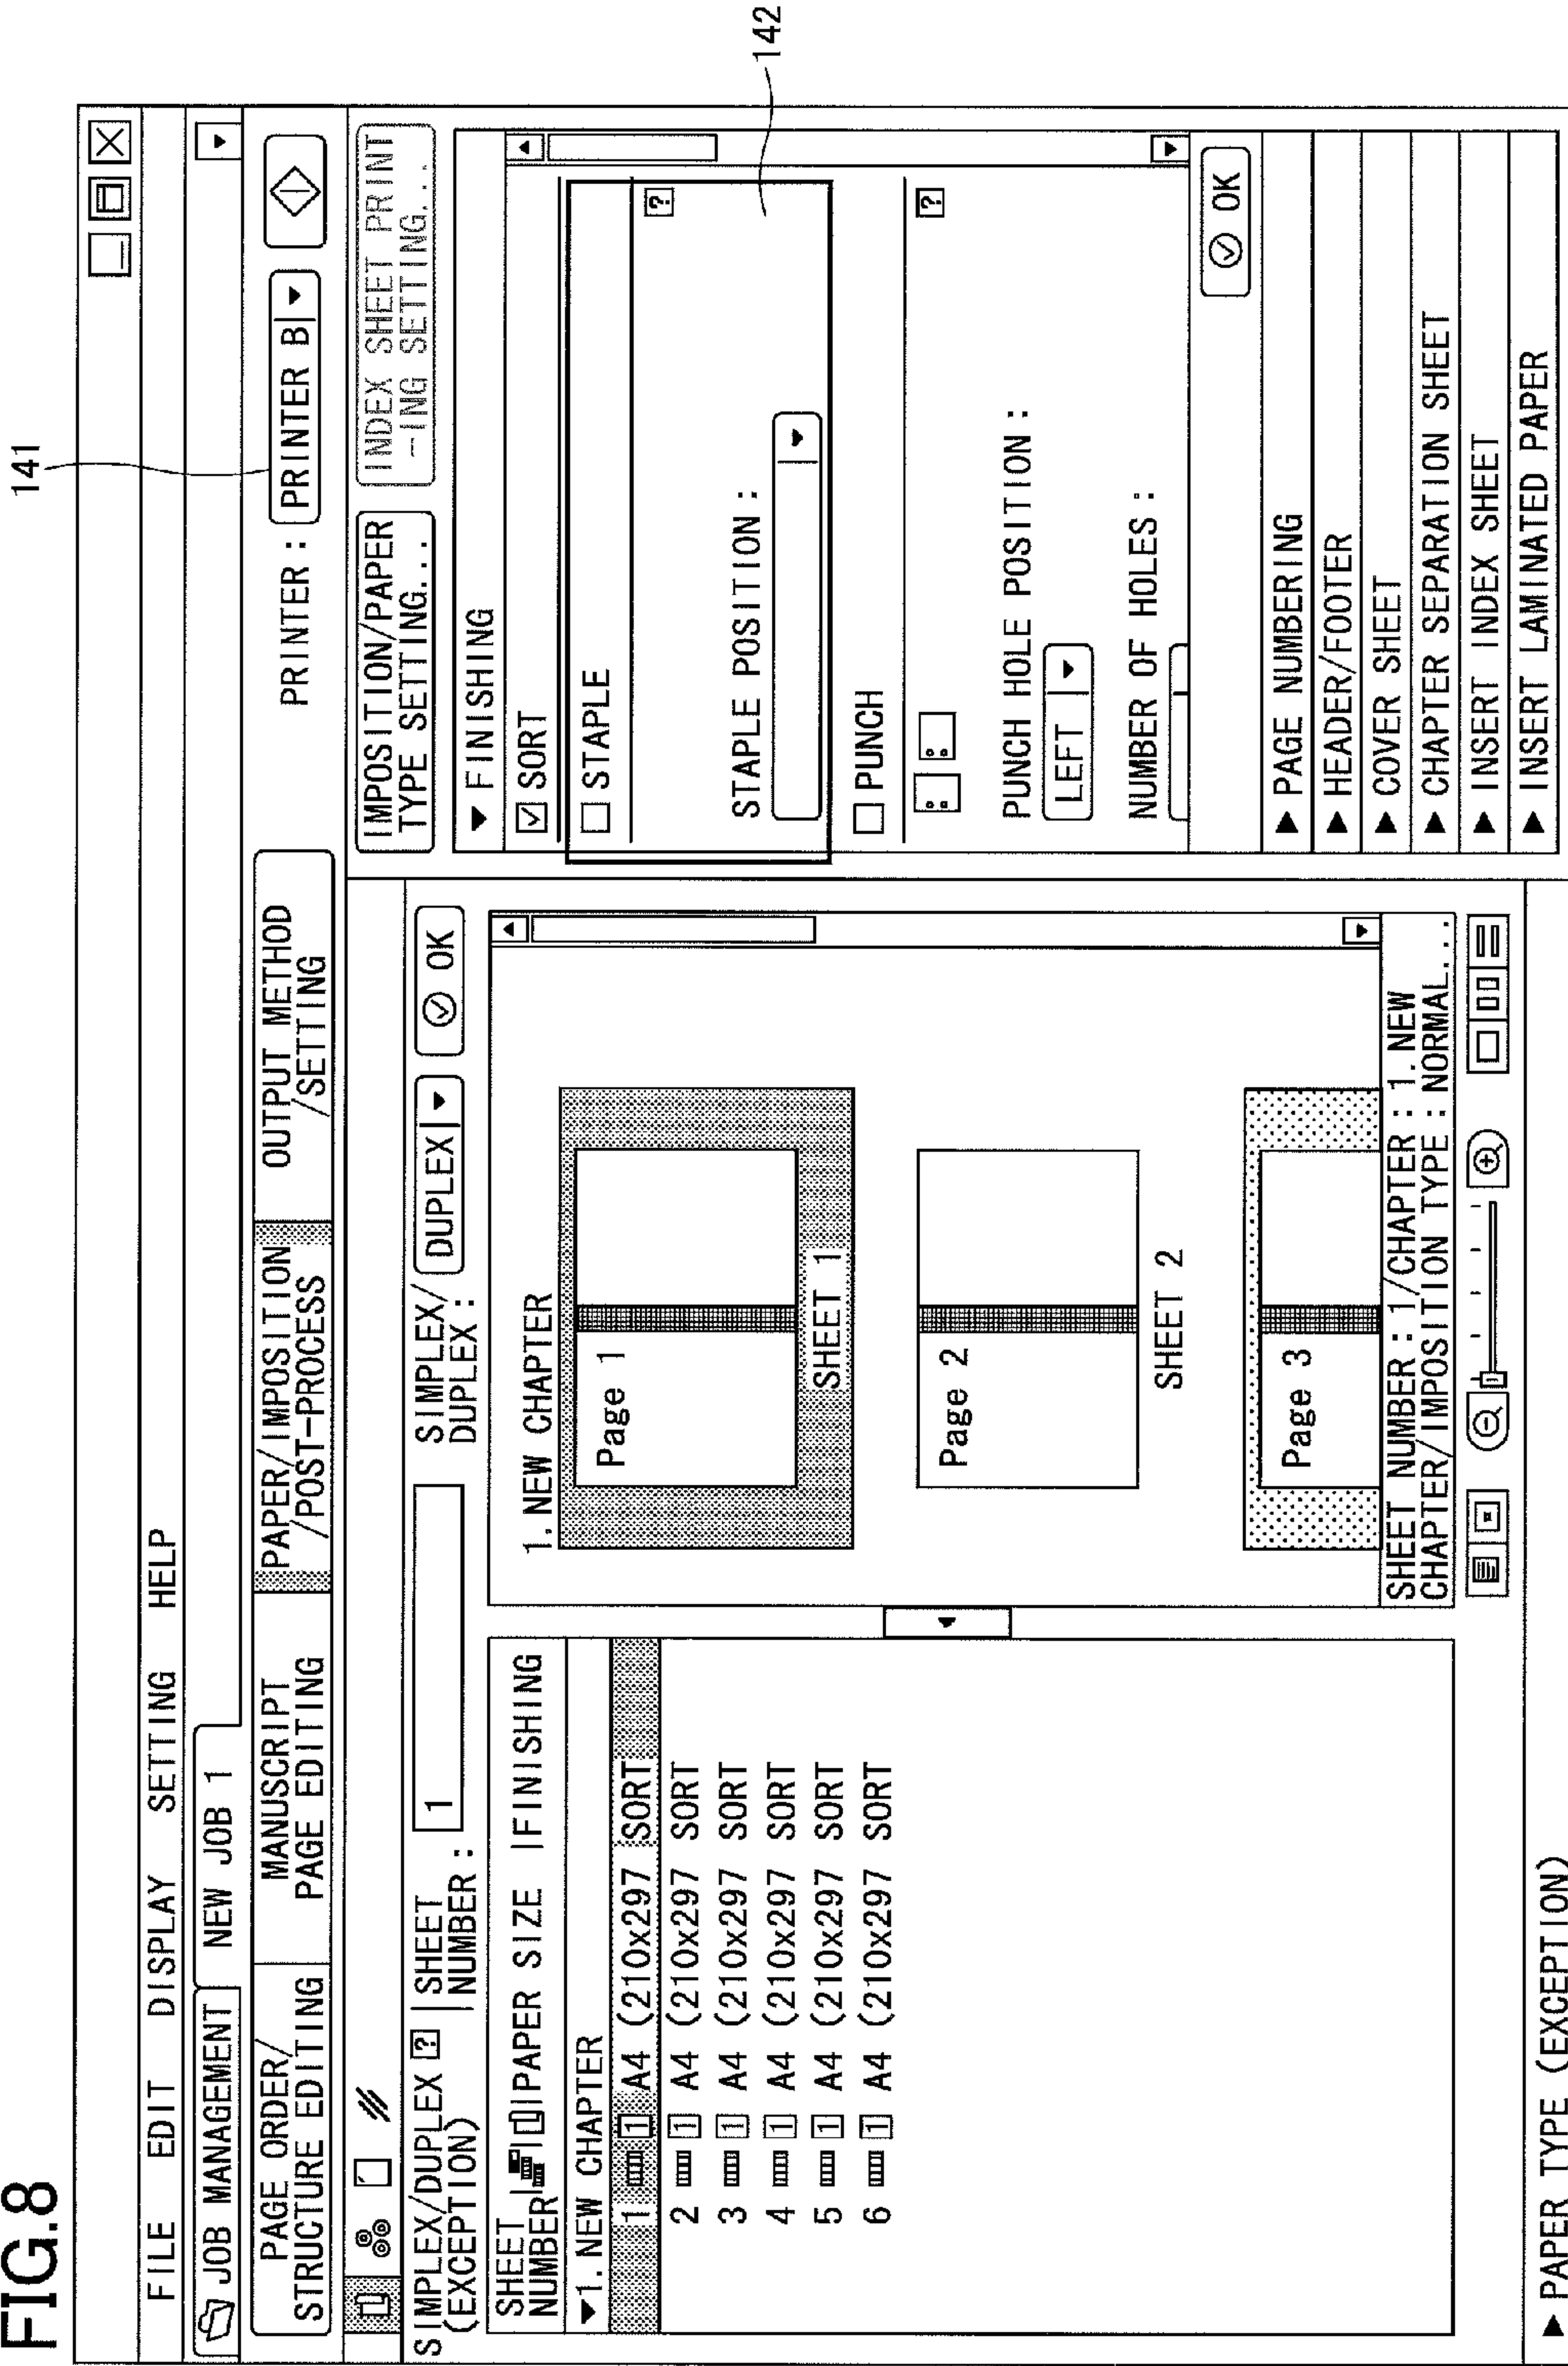 FIG.8
FILE EDIT DISPLAY SETTING HELP
JOB MANAGEMENT
NEW JOB 1
PAGE ORDER/
STRUCTURE EDITING
MANUSCRIPT
PAGE EDITING
PAPER/IMPOSITION
/POST-PROCESS
OUTPUT METHOD
/SETTING
PRINTER : PRINTER B
141
SIMPLEX/DUPLEX ?
(EXCEPTION)
SHEET
NUMBER : 1
SIMPLEX/
DUPLEX : DUPLEX
OK
IMPOSITION/PAPER
TYPE SETTING...
INDEX SHEET PRINT
-ING SETTING...
SHEET
NUMBER
PAPER SIZE
FINISHING
1. NEW CHAPTER
1 1 A4 (210x297 SORT
2 1 A4 (210x297 SORT
3 1 A4 (210x297 SORT
4 1 A4 (210x297 SORT
5 1 A4 (210x297 SORT
6 1 A4 (210x297 SORT
1. NEW CHAPTER
Page 1
SHEET 1
Page 2
SHEET 2
Page 3
SHEET NUMBER : 1/CHAPTER : 1. NEW
CHAPTER/IMPOSITION TYPE : NORMAL...
FINISHING
SORT
STAPLE
?
STAPLE POSITION :
142
PUNCH
?
PUNCH HOLE POSITION :
LEFT
NUMBER OF HOLES :
OK
PAGE NUMBERING
HEADER/FOOTER
COVER SHEET
CHAPTER SEPARATION SHEET
INSERT INDEX SHEET
INSERT LAMINATED PAPER
PAPER TYPE (EXCEPTION)